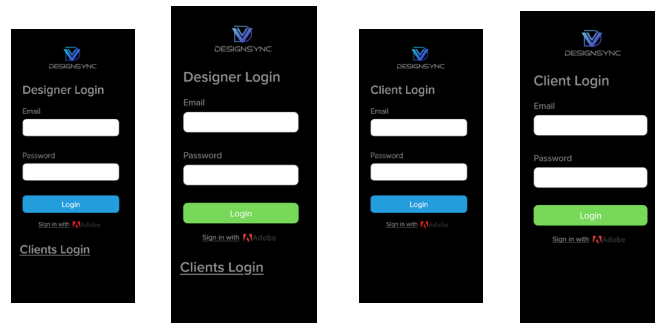 DESIGNSYNC
Designer Login
Email
Password
Login
Sign in with Adobe
Clients Login
DESIGNSYNC
Designer Login
Email
Password
Login
Sign in with Adobe
Clients Login
DESIGNSYNC
Client Login
Email
Password
Login
Sign in with Adobe
DESIGNSYNC
Client Login
Email
Password
Login
Sign in with Adobe